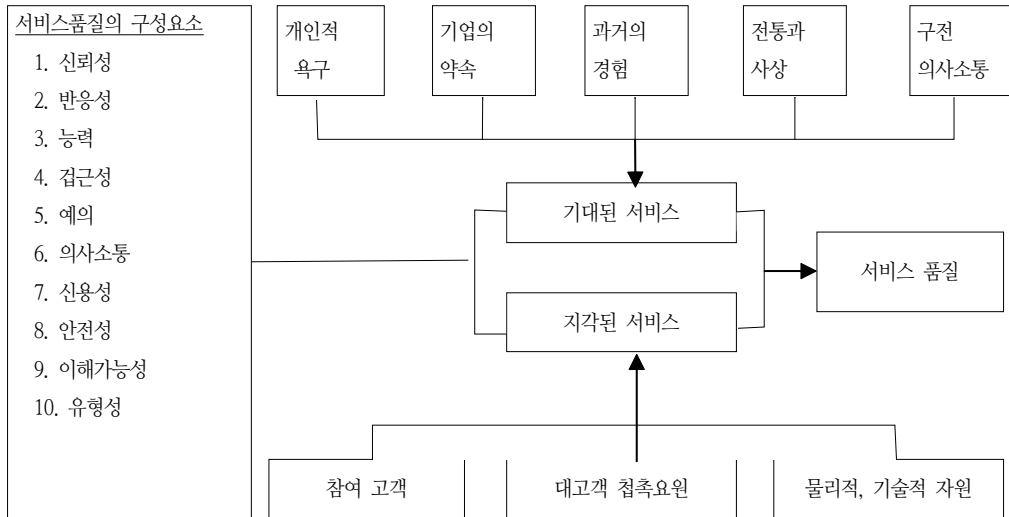 서비스품질의 구성요소
1. 신뢰성
2. 반응성
3. 능력
4. 겁근성
5. 예의
6. 의사소통
7. 신용성
8. 안전성
9. 이해가능성
10. 유형성
개인적
욕구
기업의
약속
과거의
경험
전통과
사상
구전
의사소통
기대된 서비스
지각된 서비스
서비스 품질
참여 고객
대고객 첩촉요원
물리적, 기술적 자원